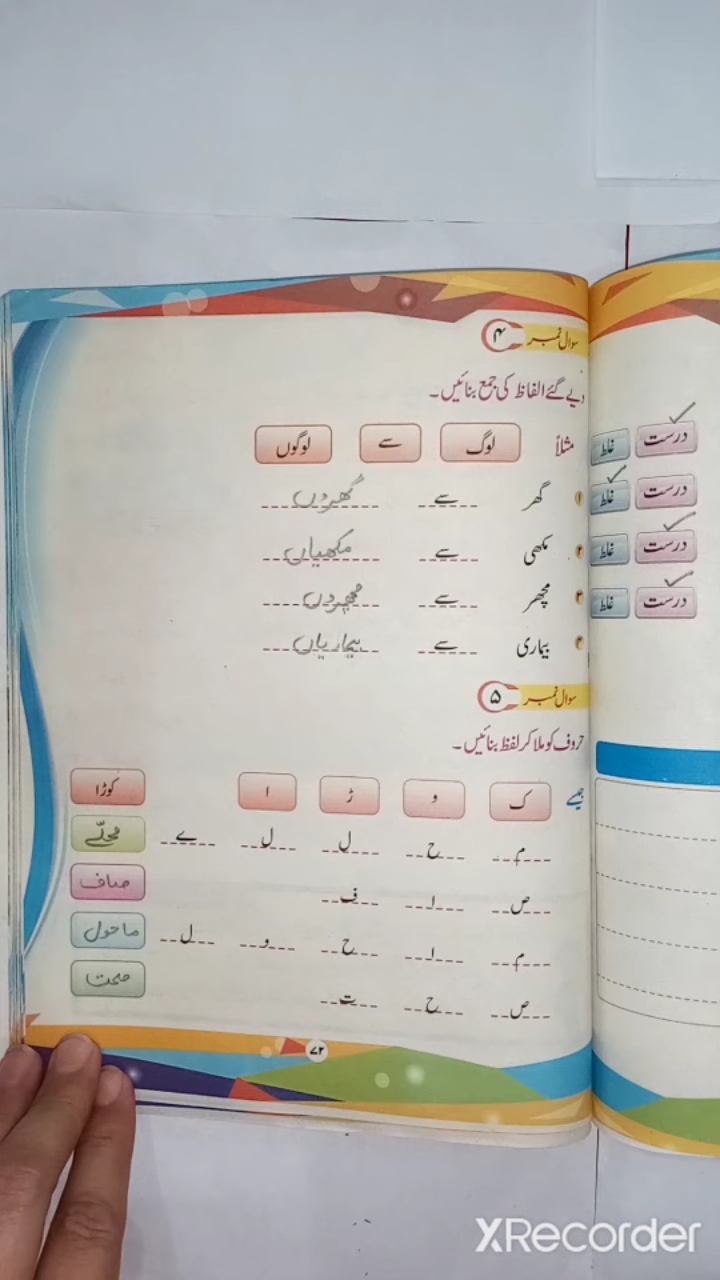 سوال نمبر ۴
دیے گئے الفاظ کی جمع بنائیں۔
مثلاً لوگ سے لوگوں
۱ گھر سے گھروں
۲ مکھی سے مکھیاں
۳ مچھر سے مچھروں
۴ بیماری سے بیماریاں
سوال نمبر ۵
حروف کو ملا کر لفظ بنائیں۔
جیسے ک و ڑ ا کوڑا
م ح ل ل ے محلّے
ص ا ف صاف
م ا ح و ل ماحول
ص ح ت صحت
۷۲
درست غلط
درست غلط
درست غلط
درست غلط
XRecorder